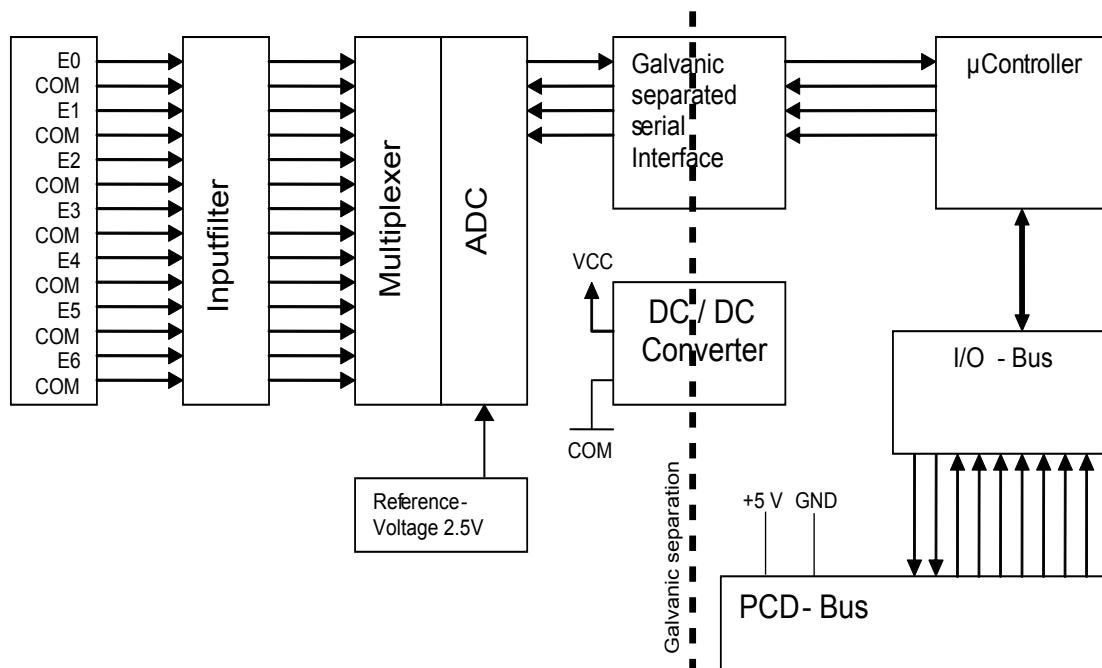 E0
COM
E1
COM
E2
COM
E3
COM
E4
COM
E5
COM
E6
COM
Inputfilter
Multiplexer
ADC
Reference-
Voltage 2.5V
Galvanic
separated
serial
Interface
VCC
DC / DC
Converter
COM
Galvanic separation
µController
I/O - Bus
+5 V GND
PCD- Bus